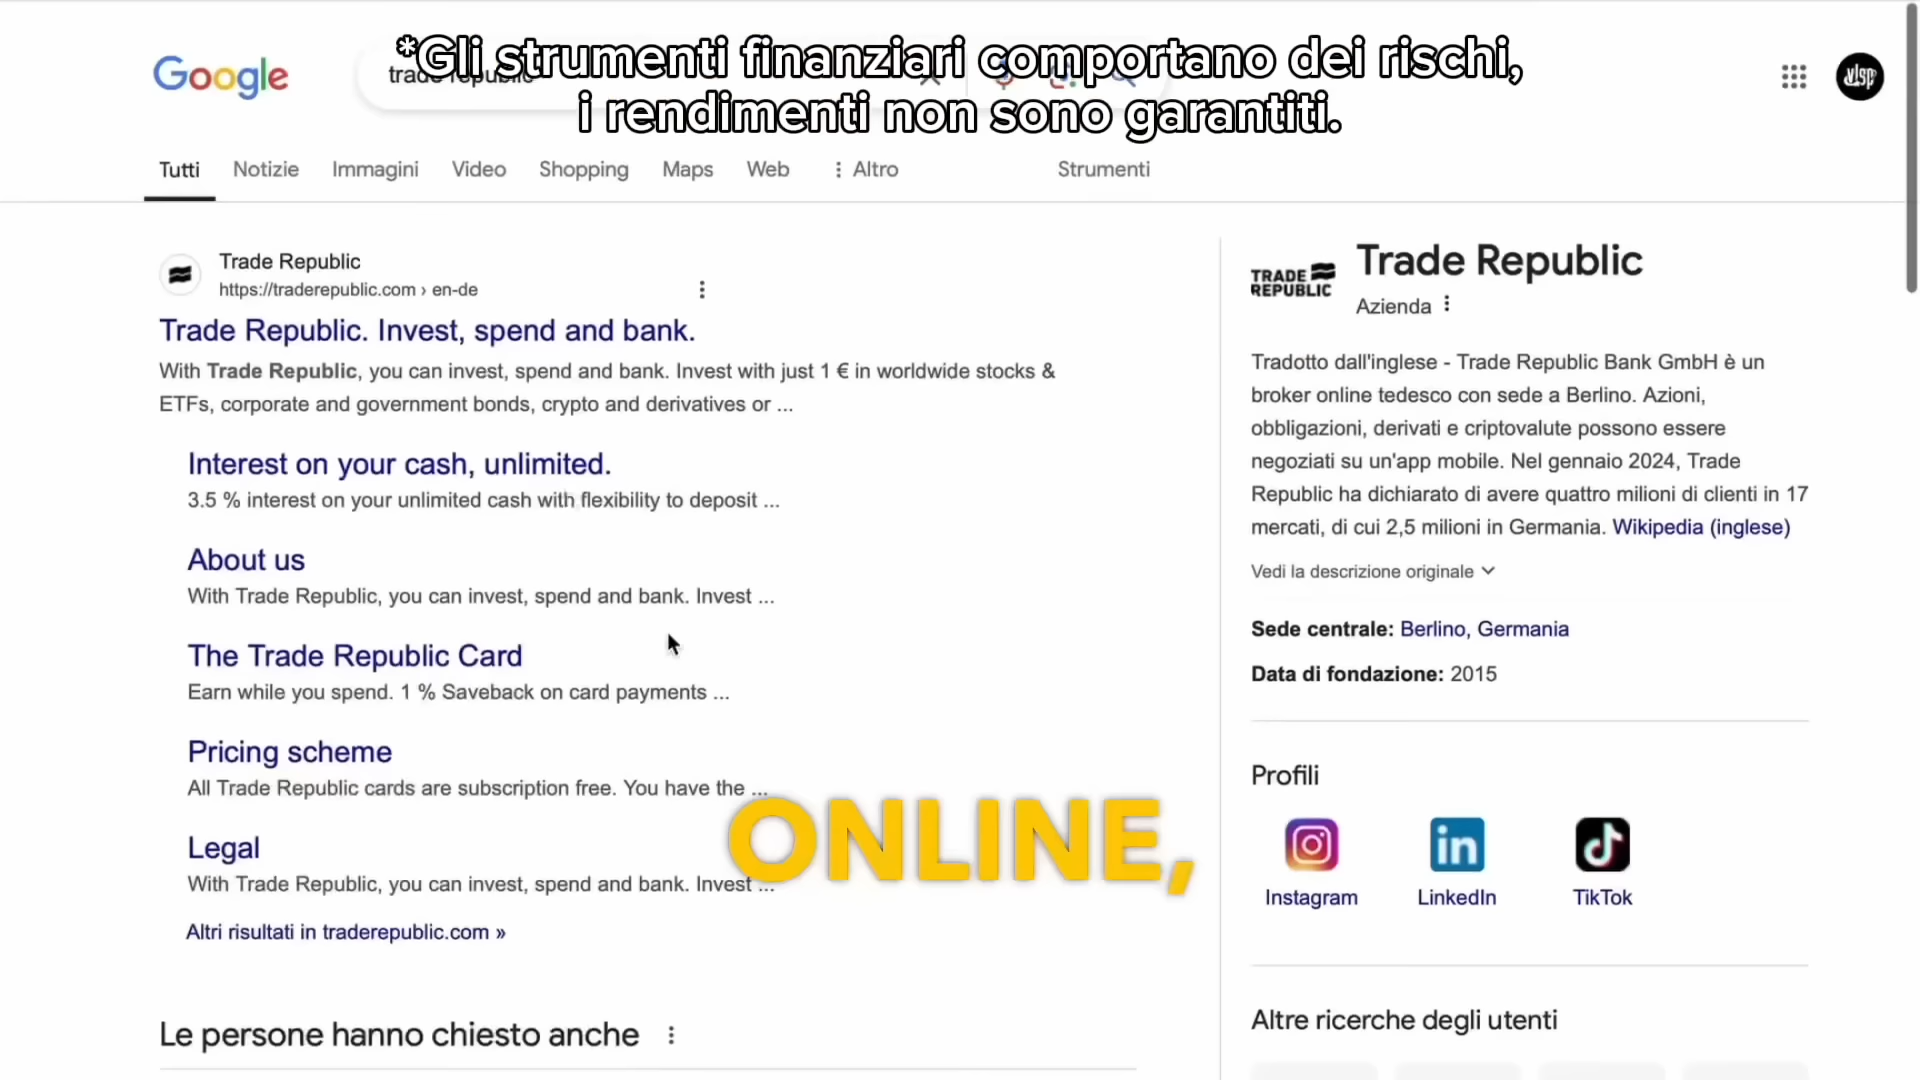 *Gli strumenti finanziari comportano dei rischi,
i rendimenti non sono garantiti.
Google
trade republic
vlsp
Tutti
Notizie
Immagini
Video
Shopping
Maps
Web
Altro
Strumenti
Trade Republic
https://traderepublic.com › en-de
Trade Republic. Invest, spend and bank.
With Trade Republic, you can invest, spend and bank. Invest with just 1 € in worldwide stocks &
ETFs, corporate and government bonds, crypto and derivatives or ...
Interest on your cash, unlimited.
3.5 % interest on your unlimited cash with flexibility to deposit ...
About us
With Trade Republic, you can invest, spend and bank. Invest ...
The Trade Republic Card
Earn while you spend. 1 % Saveback on card payments ...
Pricing scheme
All Trade Republic cards are subscription free. You have the ...
Legal
With Trade Republic, you can invest, spend and bank. Invest ...
Altri risultati in traderepublic.com »
ONLINE,
Le persone hanno chiesto anche
TRADE
REPUBLIC
Trade Republic
Azienda
Tradotto dall'inglese - Trade Republic Bank GmbH è un
broker online tedesco con sede a Berlino. Azioni,
obbligazioni, derivati e criptovalute possono essere
negoziati su un'app mobile. Nel gennaio 2024, Trade
Republic ha dichiarato di avere quattro milioni di clienti in 17
mercati, di cui 2,5 milioni in Germania. Wikipedia (inglese)
Vedi la descrizione originale
Sede centrale: Berlino, Germania
Data di fondazione: 2015
Profili
Instagram
LinkedIn
TikTok
Altre ricerche degli utenti